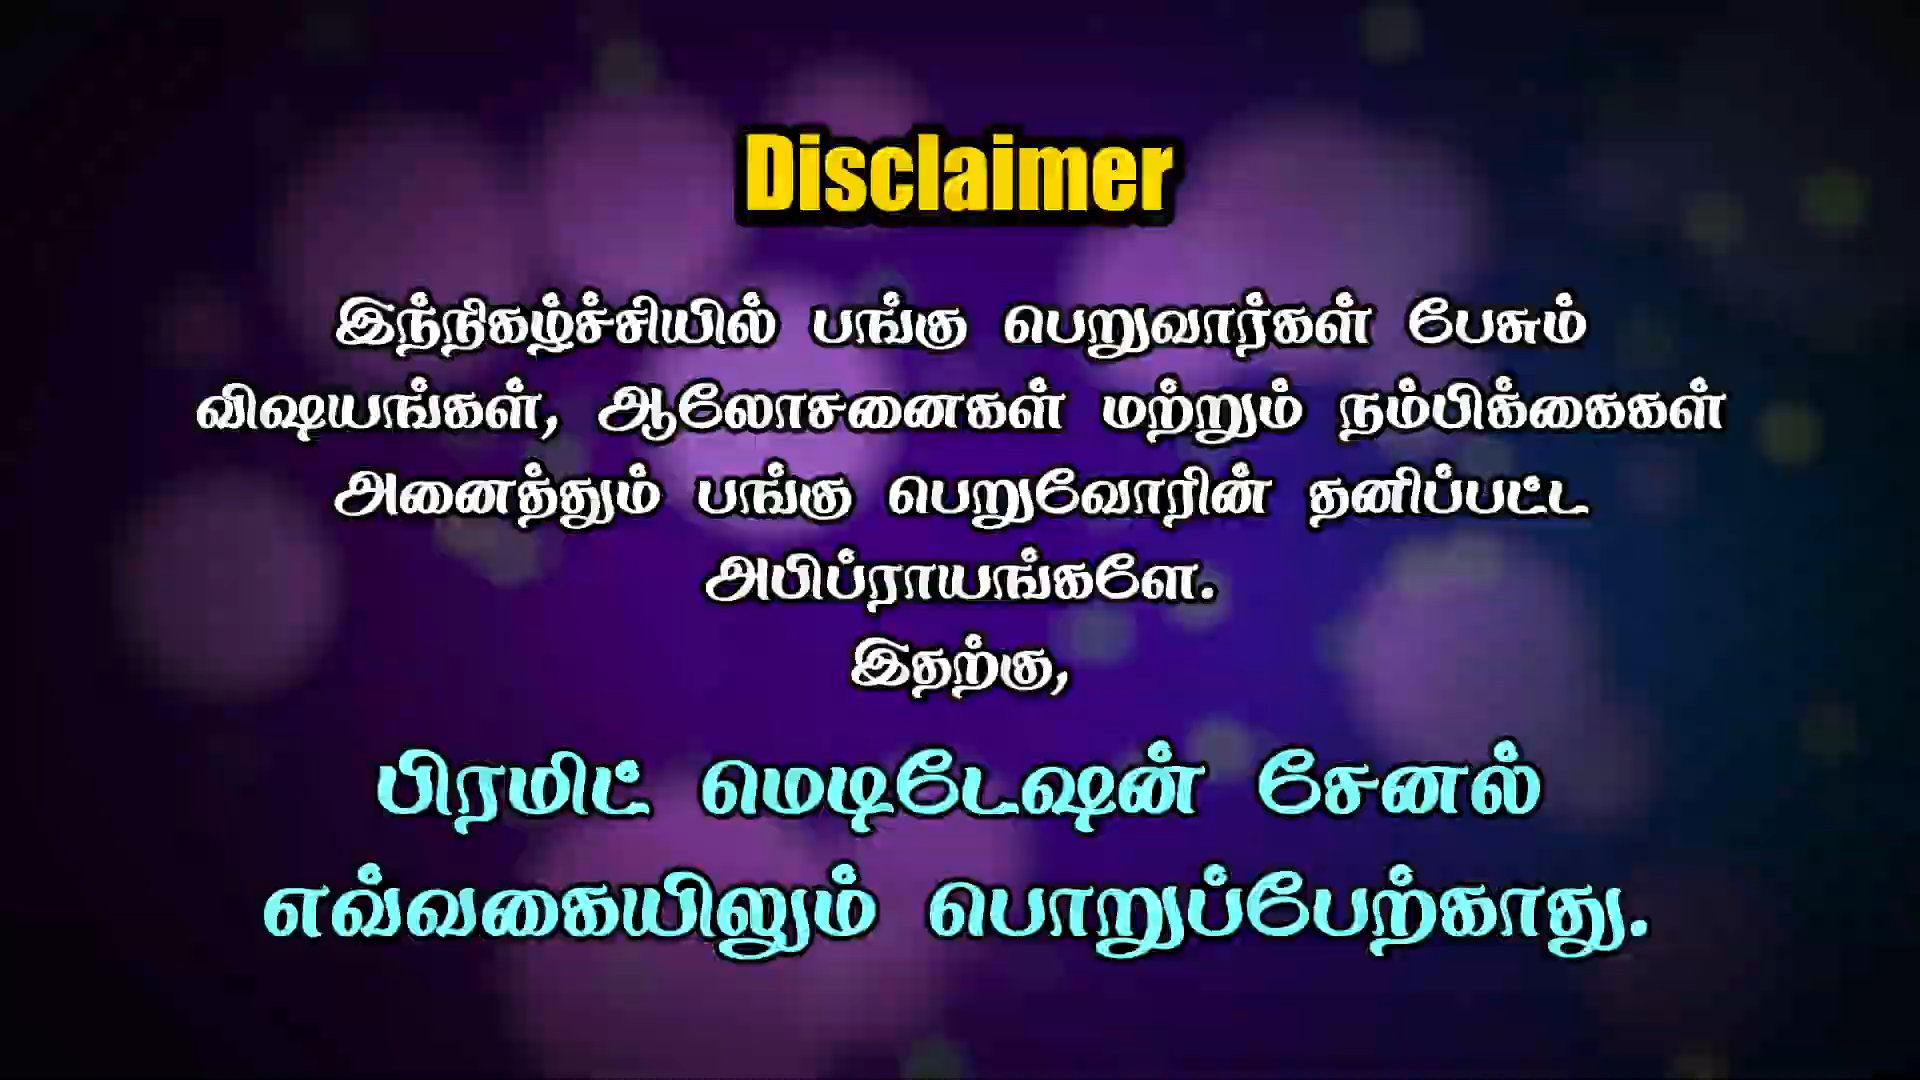 Disclaimer
இந்நிகழ்ச்சியில் பங்கு பெறுவார்கள் பேசும்
விஷயங்கள், ஆலோசனைகள் மற்றும் நம்பிக்கைகள்
அனைத்தும் பங்கு பெறுவோரின் தனிப்பட்ட
அபிப்ராயங்களே.
இதற்கு,
பிரமிட் மெடிடேஷன் சேனல்
எவ்வகையிலும் பொறுப்பேற்காது.